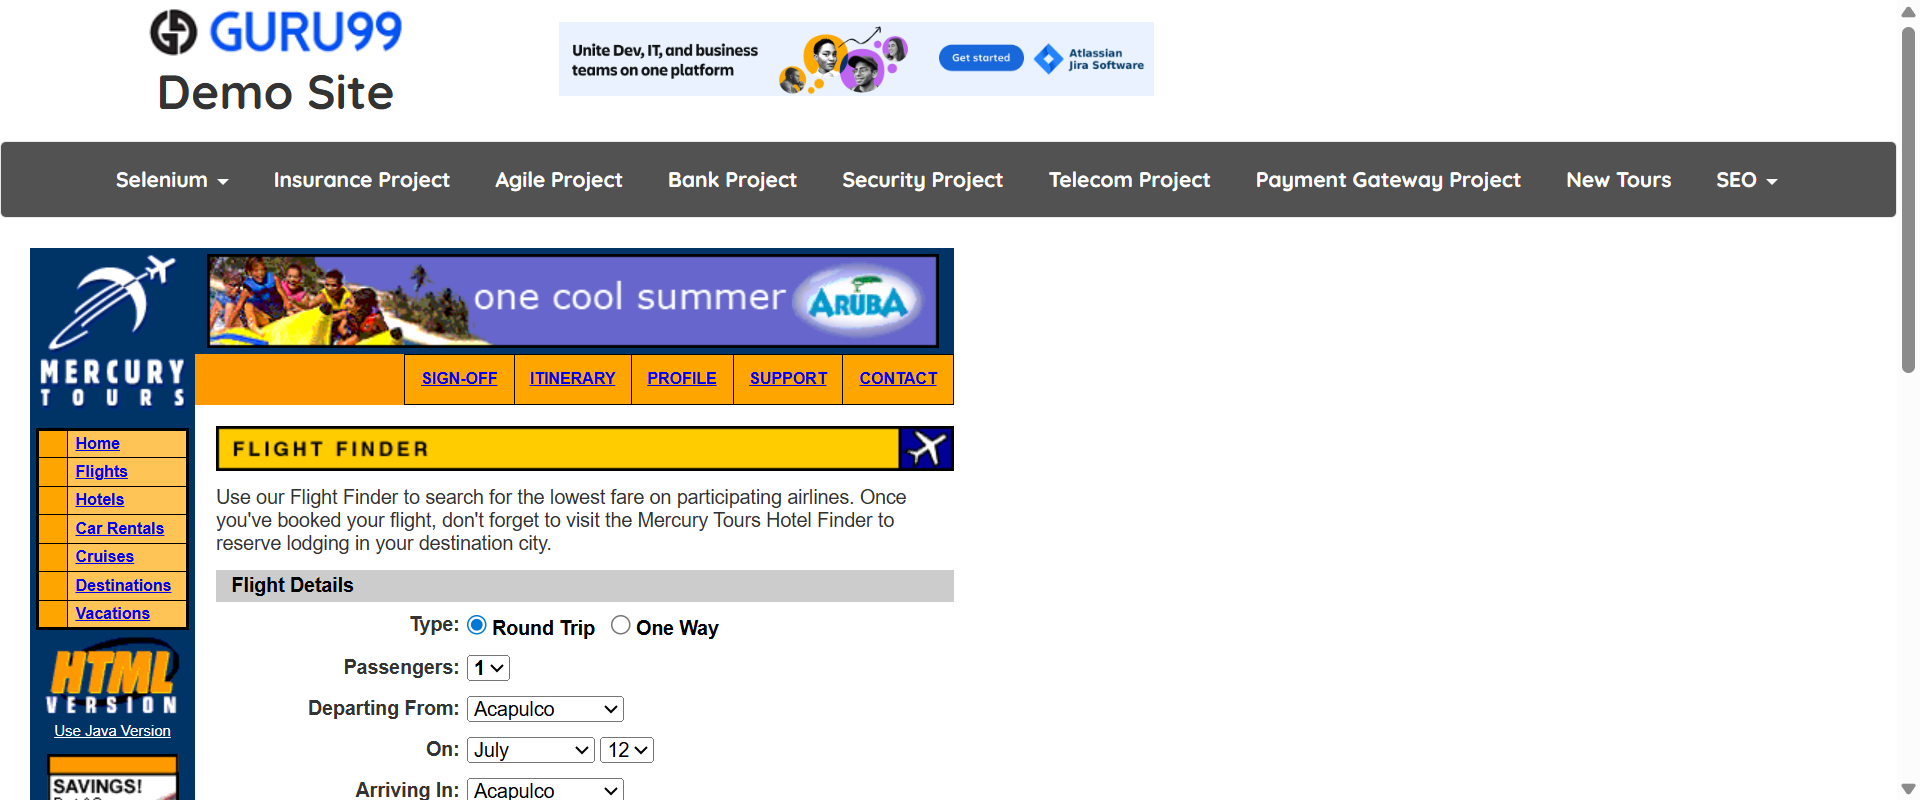 GURU99
Demo Site
Unite Dev, IT, and business
teams on one platform
Get started
Atlassian
Jira Software
Selenium
Insurance Project
Agile Project
Bank Project
Security Project
Telecom Project
Payment Gateway Project
New Tours
SEO
one cool summer
ARUBA
MERCURY
TOURS
SIGN-OFF
ITINERARY
PROFILE
SUPPORT
CONTACT
Home
Flights
Hotels
Car Rentals
Cruises
Destinations
Vacations
HTML
VERSION
Use Java Version
SAVINGS!
FLIGHT FINDER
Use our Flight Finder to search for the lowest fare on participating airlines. Once
you've booked your flight, don't forget to visit the Mercury Tours Hotel Finder to
reserve lodging in your destination city.
Flight Details
Type: Round Trip One Way
Passengers: 1
Departing From: Acapulco
On: July 12
Arriving In: Acapulco